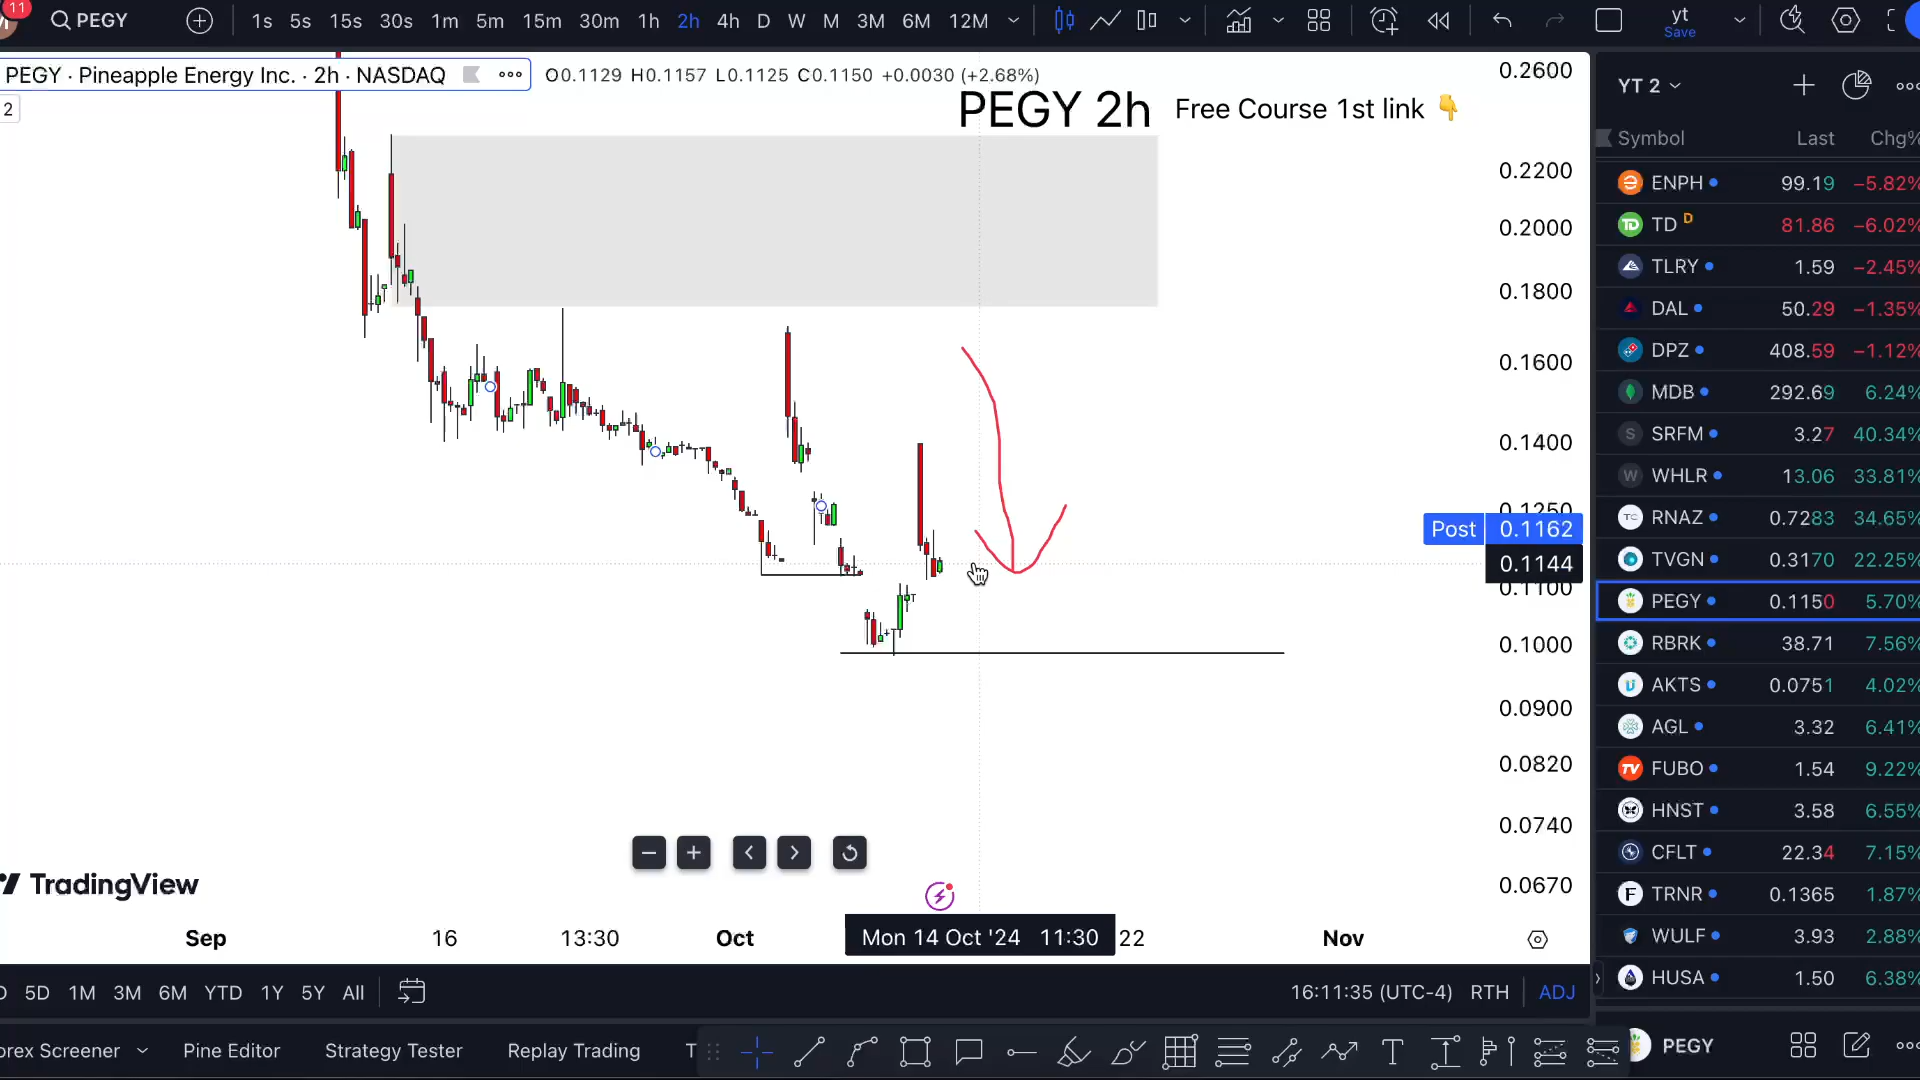 11
PEGY
1s 5s 15s 30s 1m 5m 15m 30m 1h 2h 4h D W M 3M 6M 12M
yt
Save
PEGY · Pineapple Energy Inc. · 2h · NASDAQ
O0.1129 H0.1157 L0.1125 C0.1150 +0.0030 (+2.68%)
2
PEGY 2h
Free Course 1st link
0.2600
0.2200
0.2000
0.1800
0.1600
0.1400
0.1250
Post 0.1162
0.1144
0.1100
0.1000
0.0900
0.0820
0.0740
0.0670
TradingView
Sep 16 13:30 Oct Mon 14 Oct '24 11:30 22 Nov
5D 1M 3M 6M YTD 1Y 5Y All
16:11:35 (UTC-4) RTH ADJ
orex Screener Pine Editor Strategy Tester Replay Trading T
YT 2
Symbol Last Chg%
ENPH 99.19 −5.82%
TD D 81.86 −6.02%
TLRY 1.59 −2.45%
DAL 50.29 −1.35%
DPZ 408.59 −1.12%
MDB 292.69 6.24%
S SRFM 3.27 40.34%
W WHLR 13.06 33.81%
TC RNAZ 0.7283 34.65%
TVGN 0.3170 22.25%
PEGY 0.1150 5.70%
RBRK 38.71 7.56%
AKTS 0.0751 4.02%
AGL 3.32 6.41%
FUBO 1.54 9.22%
HNST 3.58 6.55%
CFLT 22.34 7.15%
F TRNR 0.1365 1.87%
WULF 3.93 2.88%
HUSA 1.50 6.38%
PEGY